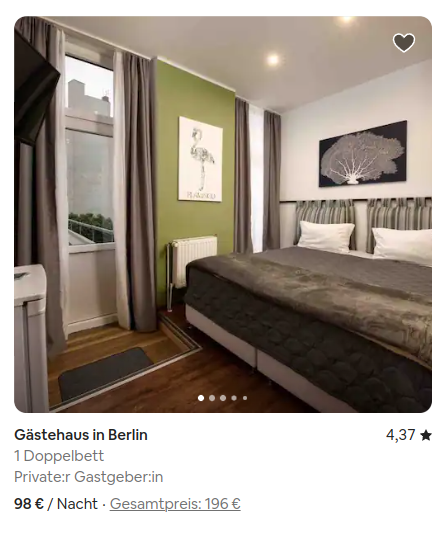 Gästehaus in Berlin 4,37 ★
1 Doppelbett
Private:r Gastgeber:in
98 € / Nacht · Gesamtpreis: 196 €